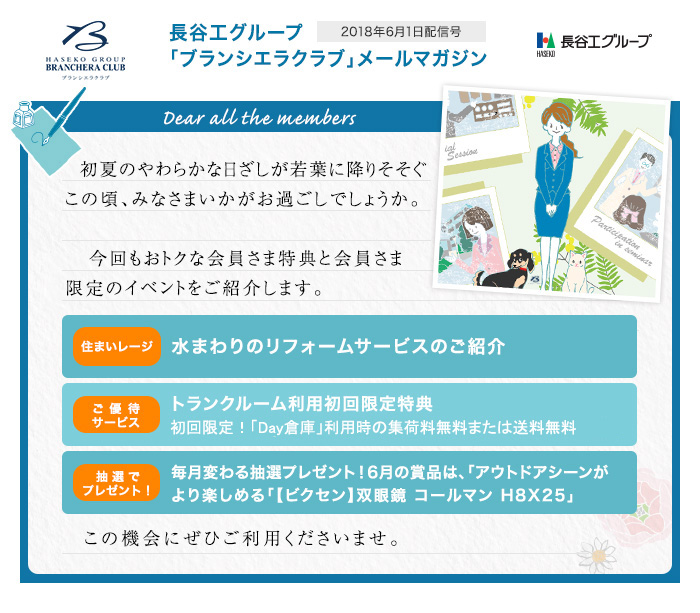 HASEKO GROUP
BRANCHERA CLUB
ブランシエラクラブ
長谷工グループ
2018年6月1日配信号
「ブランシエラクラブ」メールマガジン
HASEKO
長谷工グループ
Dear all the members
初夏のやわらかな日ざしが若葉に降りそそぐ
この頃、みなさまいかがお過ごしでしょうか。
今回もおトクな会員さま特典と会員さま
限定のイベントをご紹介します。
ial
Session
Participation
in seminar
住まいレージ
水まわりのリフォームサービスのご紹介
ご優待
サービス
トランクルーム利用初回限定特典
初回限定！「Day倉庫」利用時の集荷料無料または送料無料
抽選で
プレゼント！
毎月変わる抽選プレゼント！6月の賞品は、「アウトドアシーンが
より楽しめる「【ビクセン】双眼鏡 コールマン H8X25」
この機会にぜひご利用くださいませ。